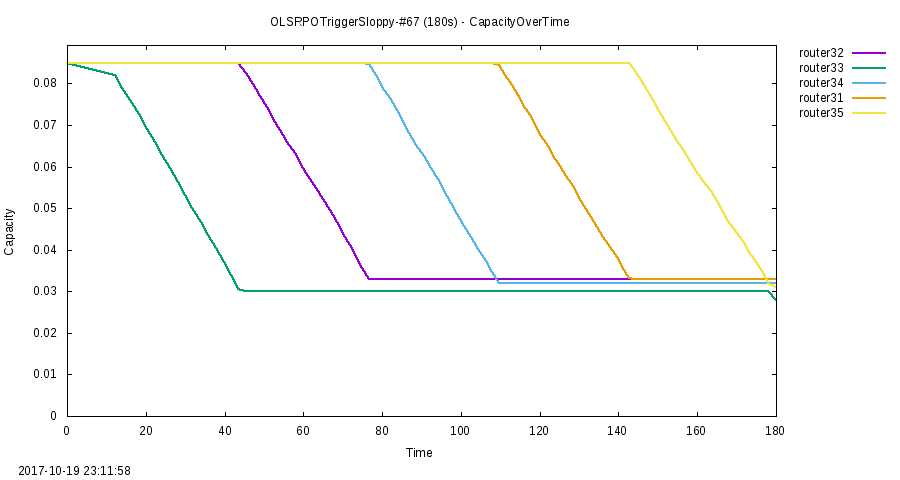 OLSRPOTriggerSloppy-#67 (180s) - CapacityOverTime
router32
router33
router34
router31
router35
0.08
0.07
0.06
0.05
0.04
0.03
0.02
0.01
0
Capacity
0 20 40 60 80 100 120 140 160 180
Time
2017-10-19 23:11:58